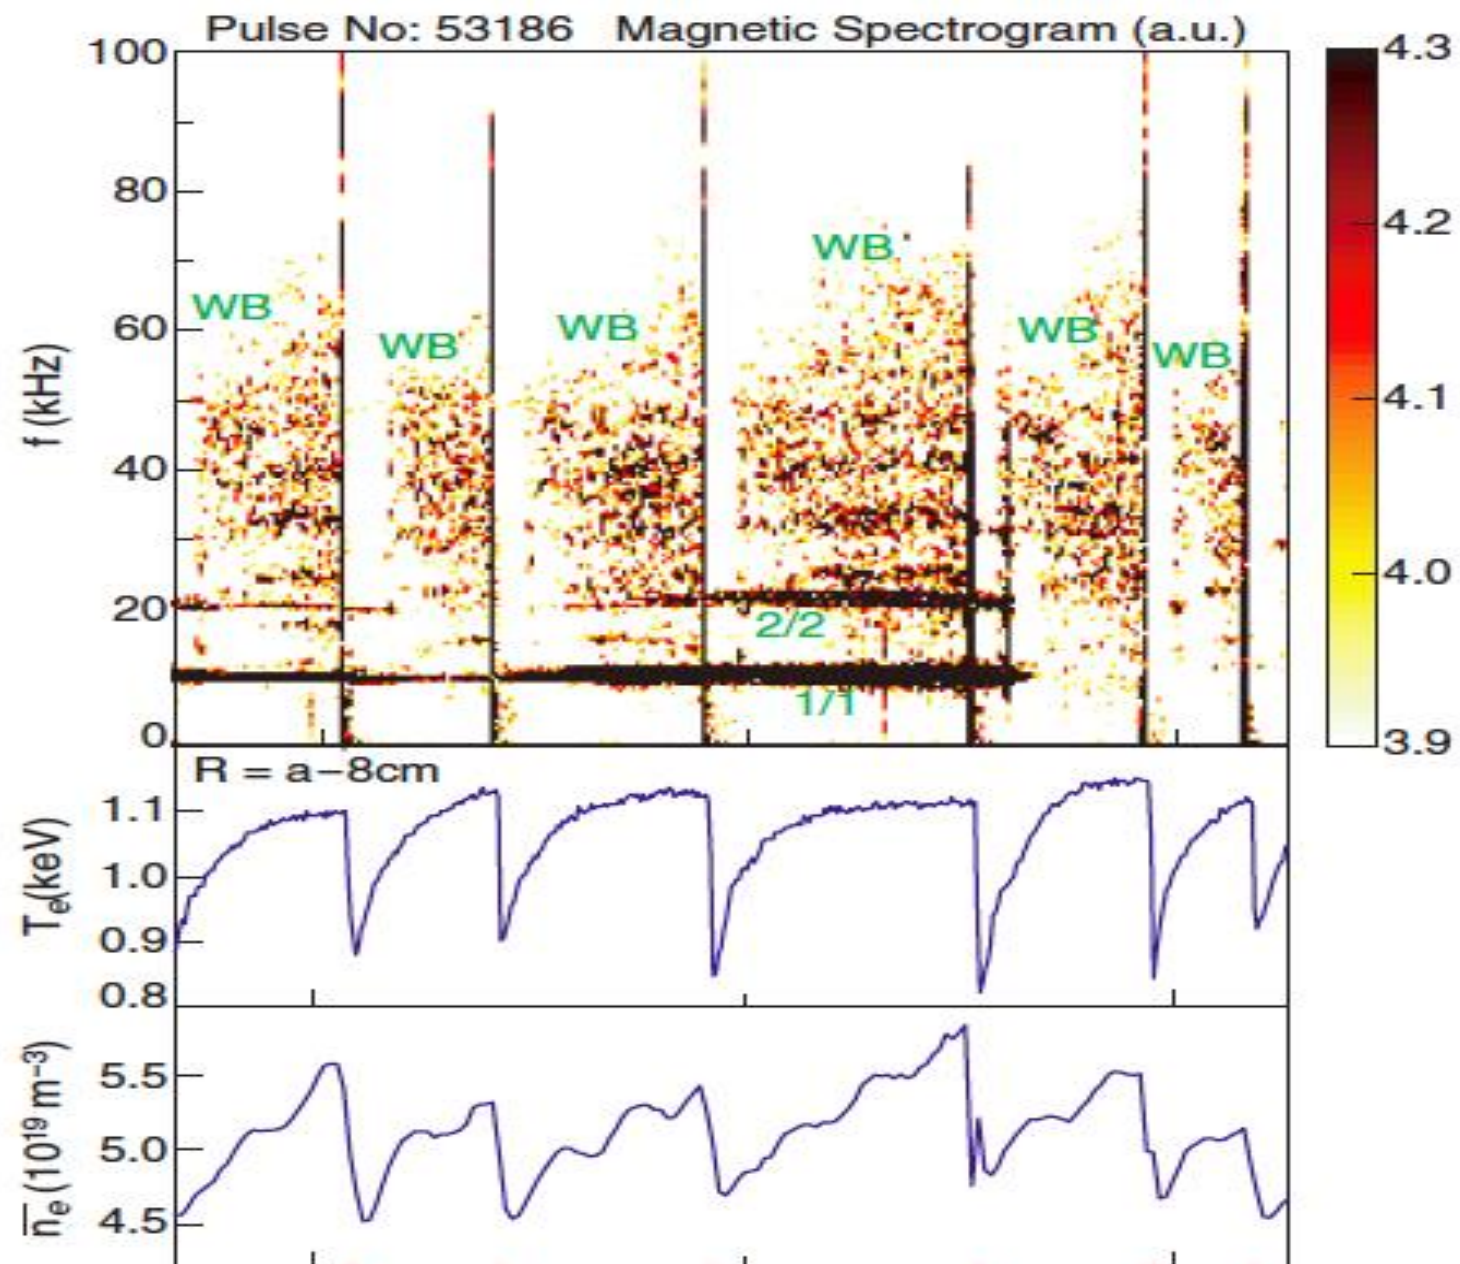 Pulse No: 53186 Magnetic Spectrogram (a.u.)
100
80
60
40
20
0
f (kHz)
WB
WB
WB
WB
WB
WB
2/2
1/1
4.3
4.2
4.1
4.0
3.9
R = a−8cm
1.1
1.0
0.9
0.8
Te(keV)
5.5
5.0
4.5
n̅e (10¹⁹ m⁻³)